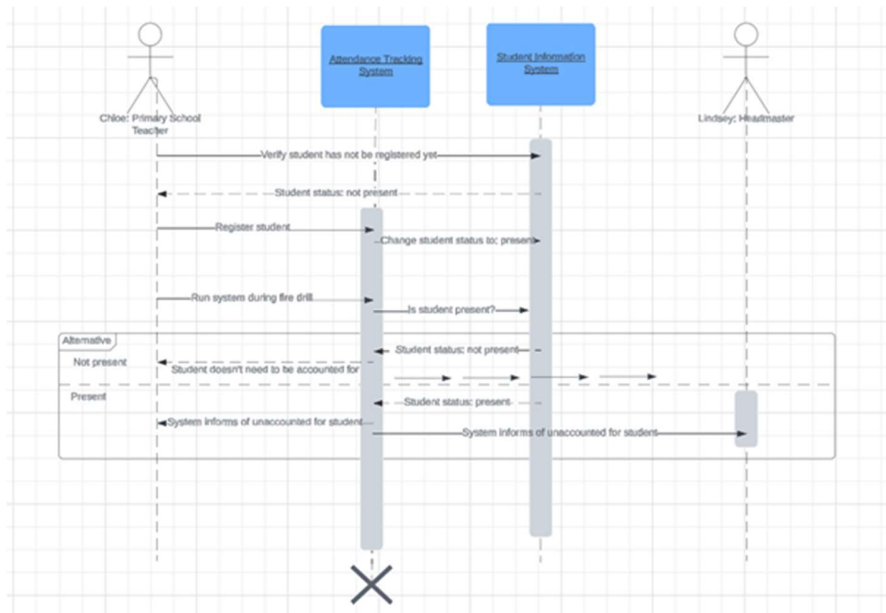 Attendance Tracking
System
Student Information
System
Chloe: Primary School
Teacher
Lindsey: Headmaster
Verify student has not be registered yet
Student status: not present
Register student
Change student status to: present
Run system during fire drill
Is student present?
Alternative
Student status: not present
Not present
Student doesn't need to be accounted for
Present
Student status: present
System informs of unaccounted for student
System informs of unaccounted for student